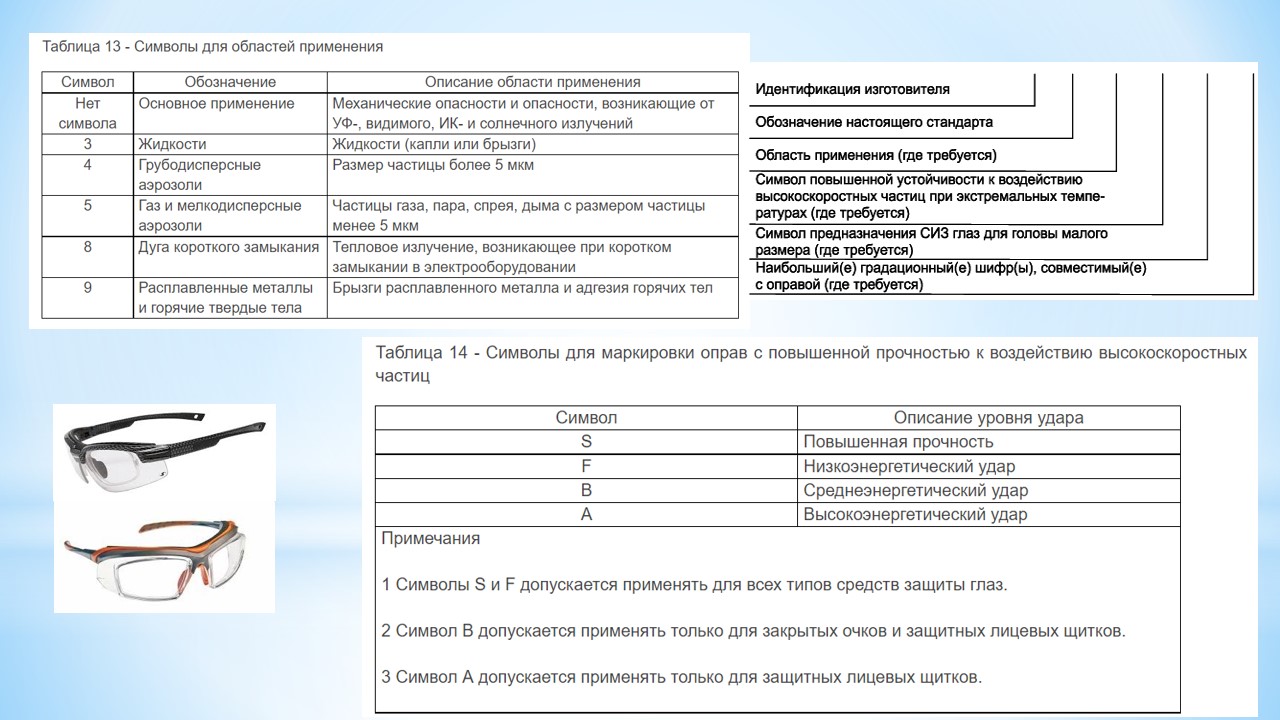 Таблица 13 - Символы для областей применения
Символ Обозначение Описание области применения
Нет символа Основное применение Механические опасности и опасности, возникающие от
УФ-, видимого, ИК- и солнечного излучений
3 Жидкости Жидкости (капли или брызги)
4 Грубодисперсные Размер частицы более 5 мкм
аэрозоли
5 Газ и мелкодисперсные Частицы газа, пара, спрея, дыма с размером частицы
аэрозоли менее 5 мкм
8 Дуга короткого замыкания Тепловое излучение, возникающее при коротком
замыкании в электрооборудовании
9 Расплавленные металлы Брызги расплавленного металла и адгезия горячих тел
и горячие твердые тела
Идентификация изготовителя
Обозначение настоящего стандарта
Область применения (где требуется)
Символ повышенной устойчивости к воздействию
высокоскоростных частиц при экстремальных темпе-
ратурах (где требуется)
Символ предназначения СИЗ глаз для головы малого
размера (где требуется)
Наибольший(е) градационный(е) шифр(ы), совместимый(е)
с оправой (где требуется)
Таблица 14 - Символы для маркировки оправ с повышенной прочностью к воздействию высокоскоростных
частиц
Символ Описание уровня удара
S Повышенная прочность
F Низкоэнергетический удар
B Среднеэнергетический удар
A Высокоэнергетический удар
Примечания
1 Символы S и F допускается применять для всех типов средств защиты глаз.
2 Символ B допускается применять только для закрытых очков и защитных лицевых щитков.
3 Символ A допускается применять только для защитных лицевых щитков.